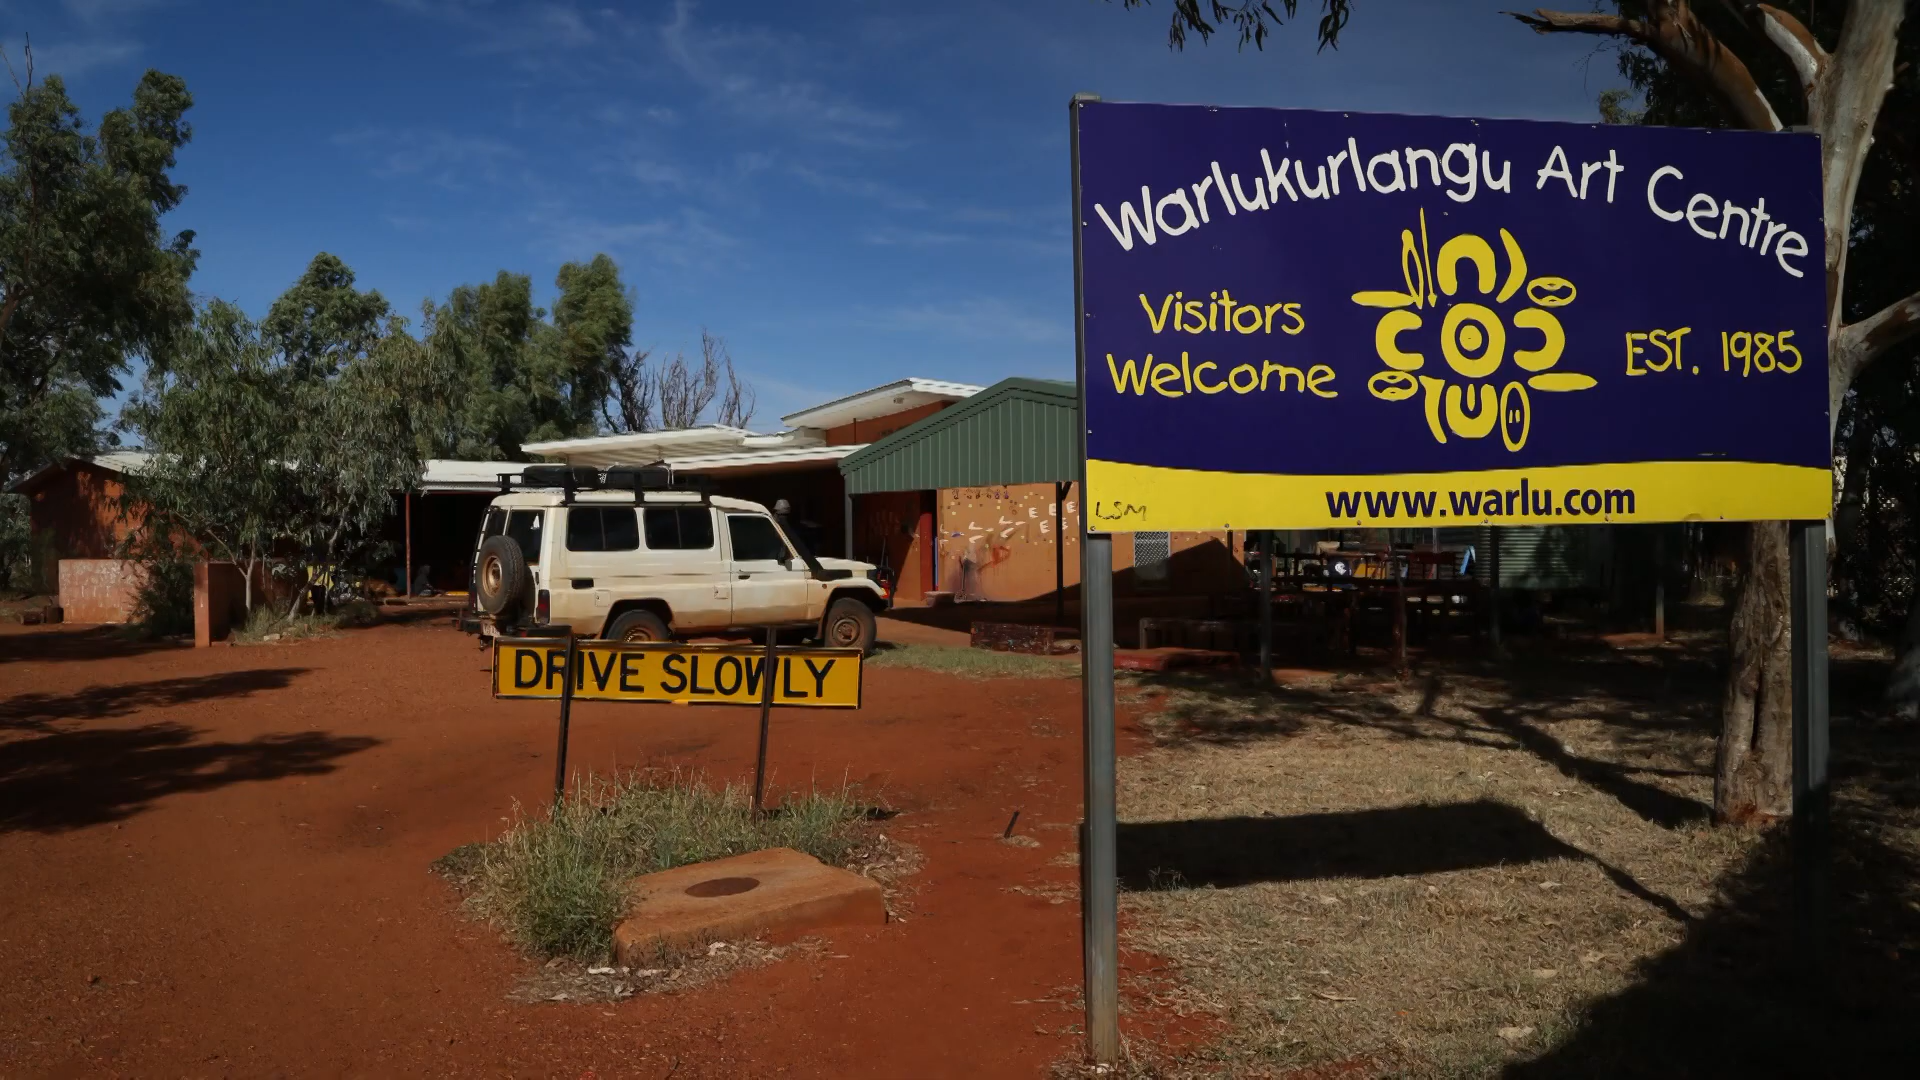 Warlukurlangu Art Centre
Visitors
Welcome
EST. 1985
www.warlu.com
LSM
DRIVE SLOWLY